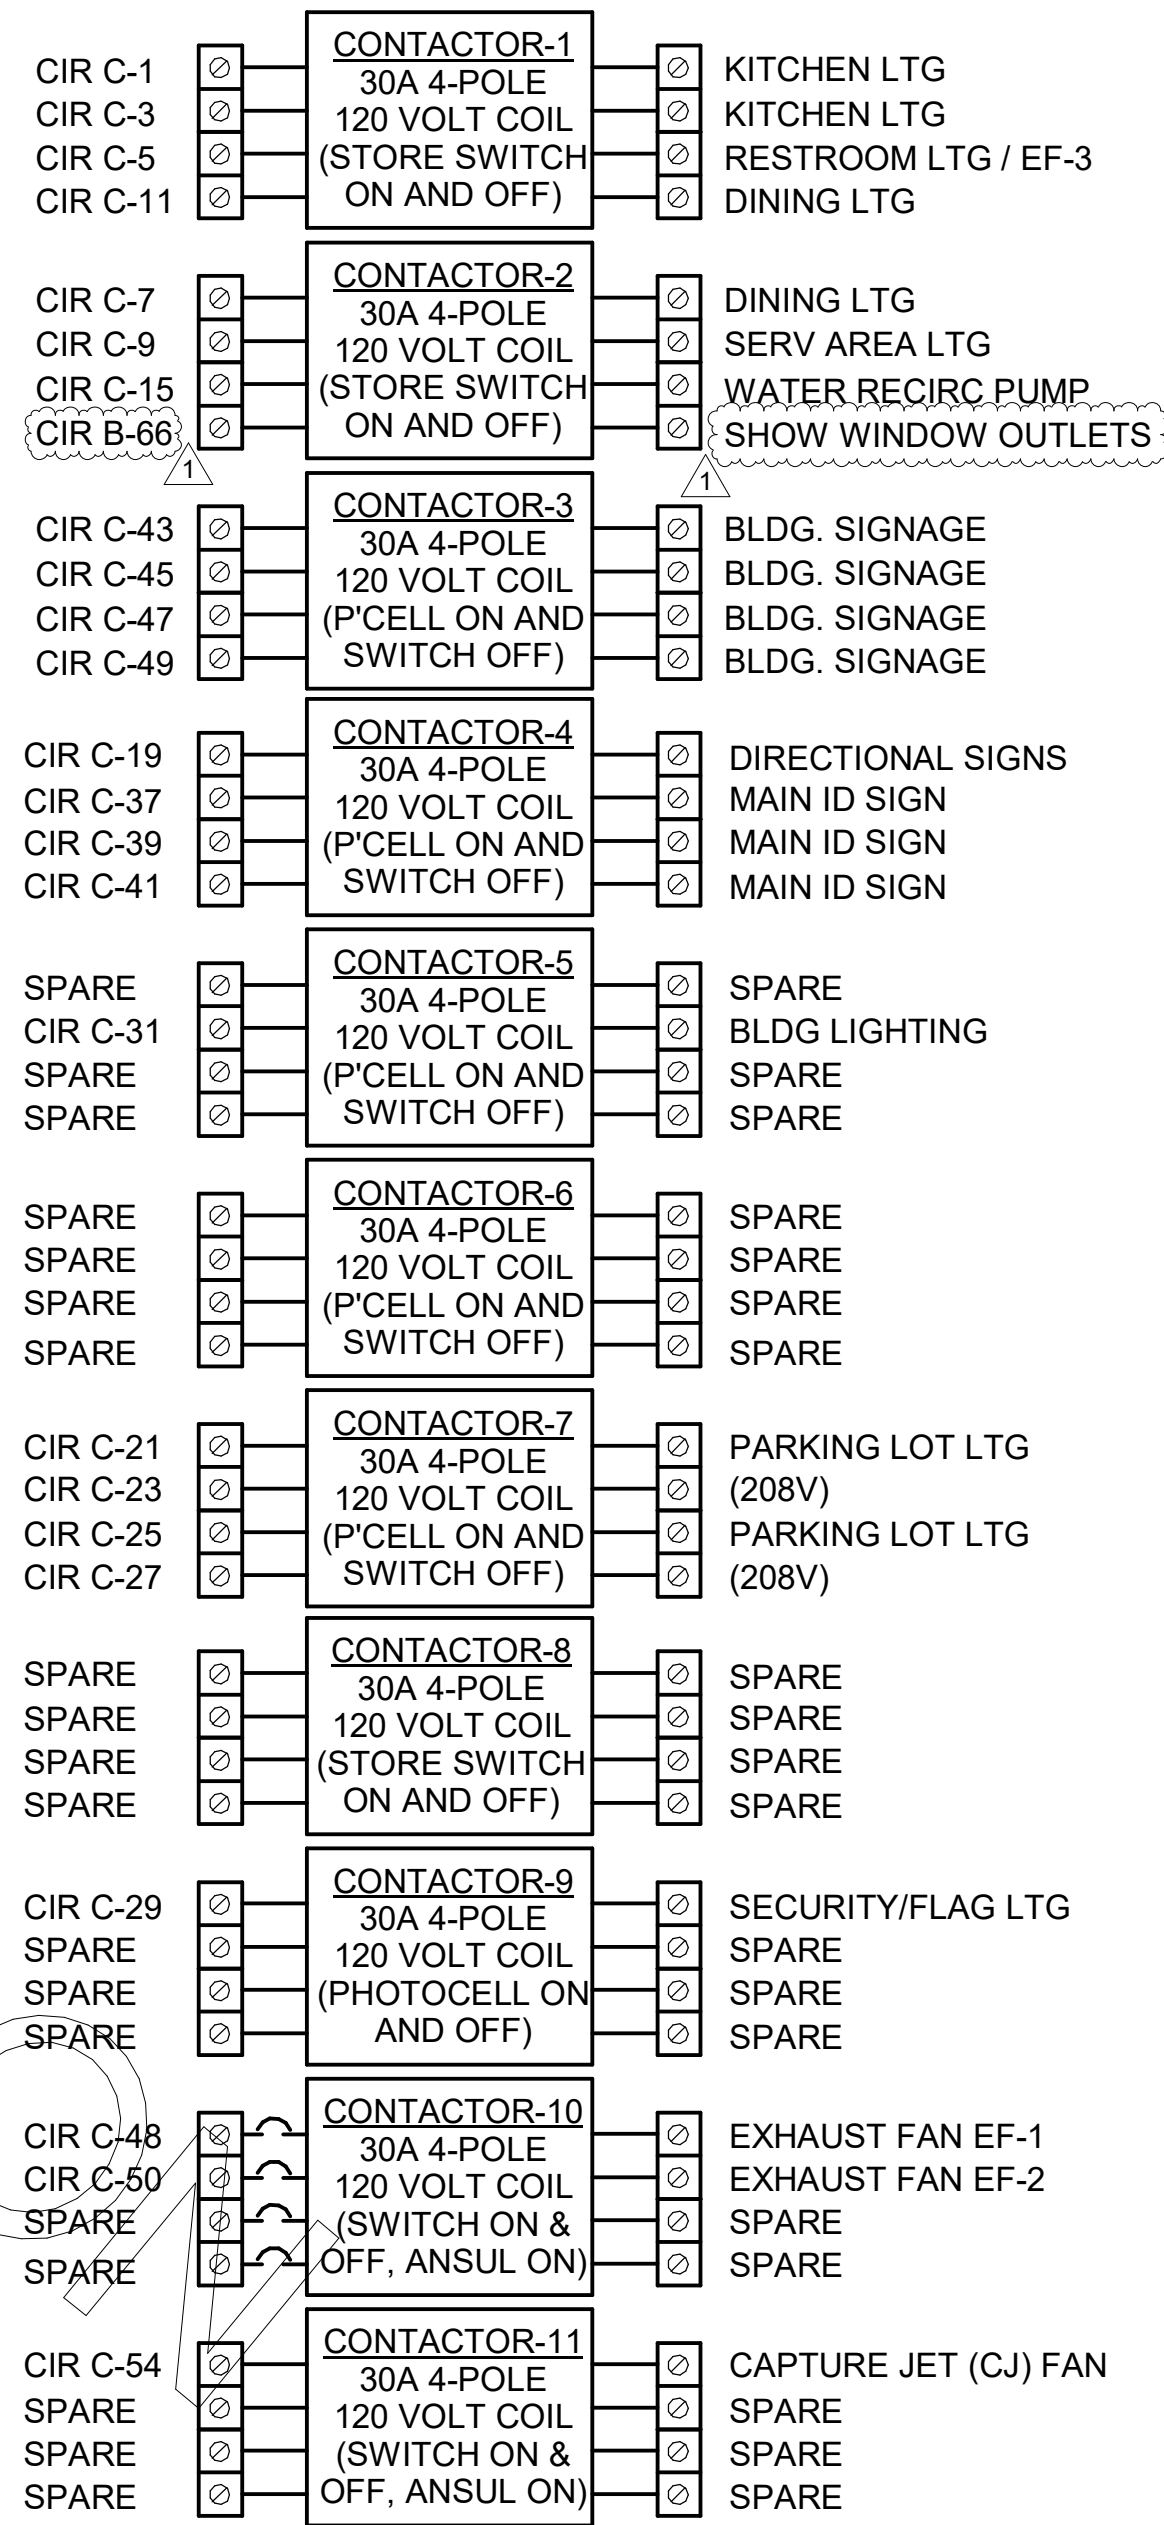 CONTACTOR-1
30A 4-POLE
120 VOLT COIL
(STORE SWITCH
ON AND OFF)
CIR C-1 KITCHEN LTG
CIR C-3 KITCHEN LTG
CIR C-5 RESTROOM LTG / EF-3
CIR C-11 DINING LTG
CONTACTOR-2
30A 4-POLE
120 VOLT COIL
(STORE SWITCH
ON AND OFF)
CIR C-7 DINING LTG
CIR C-9 SERV AREA LTG
CIR C-15 WATER RECIRC PUMP
CIR B-66 SHOW WINDOW OUTLETS
1 1
CONTACTOR-3
30A 4-POLE
120 VOLT COIL
(P'CELL ON AND
SWITCH OFF)
CIR C-43 BLDG. SIGNAGE
CIR C-45 BLDG. SIGNAGE
CIR C-47 BLDG. SIGNAGE
CIR C-49 BLDG. SIGNAGE
CONTACTOR-4
30A 4-POLE
120 VOLT COIL
(P'CELL ON AND
SWITCH OFF)
CIR C-19 DIRECTIONAL SIGNS
CIR C-37 MAIN ID SIGN
CIR C-39 MAIN ID SIGN
CIR C-41 MAIN ID SIGN
CONTACTOR-5
30A 4-POLE
120 VOLT COIL
(P'CELL ON AND
SWITCH OFF)
SPARE SPARE
CIR C-31 BLDG LIGHTING
SPARE SPARE
SPARE SPARE
CONTACTOR-6
30A 4-POLE
120 VOLT COIL
(P'CELL ON AND
SWITCH OFF)
SPARE SPARE
SPARE SPARE
SPARE SPARE
SPARE SPARE
CONTACTOR-7
30A 4-POLE
120 VOLT COIL
(P'CELL ON AND
SWITCH OFF)
CIR C-21 PARKING LOT LTG
CIR C-23 (208V)
CIR C-25 PARKING LOT LTG
CIR C-27 (208V)
CONTACTOR-8
30A 4-POLE
120 VOLT COIL
(STORE SWITCH
ON AND OFF)
SPARE SPARE
SPARE SPARE
SPARE SPARE
SPARE SPARE
CONTACTOR-9
30A 4-POLE
120 VOLT COIL
(PHOTOCELL ON
AND OFF)
CIR C-29 SECURITY/FLAG LTG
SPARE SPARE
SPARE SPARE
SPARE SPARE
CONTACTOR-10
30A 4-POLE
120 VOLT COIL
(SWITCH ON &
OFF, ANSUL ON)
CIR C-48 EXHAUST FAN EF-1
CIR C-50 EXHAUST FAN EF-2
SPARE SPARE
SPARE SPARE
CONTACTOR-11
30A 4-POLE
120 VOLT COIL
(SWITCH ON &
OFF, ANSUL ON)
CIR C-54 CAPTURE JET (CJ) FAN
SPARE SPARE
SPARE SPARE
SPARE SPARE